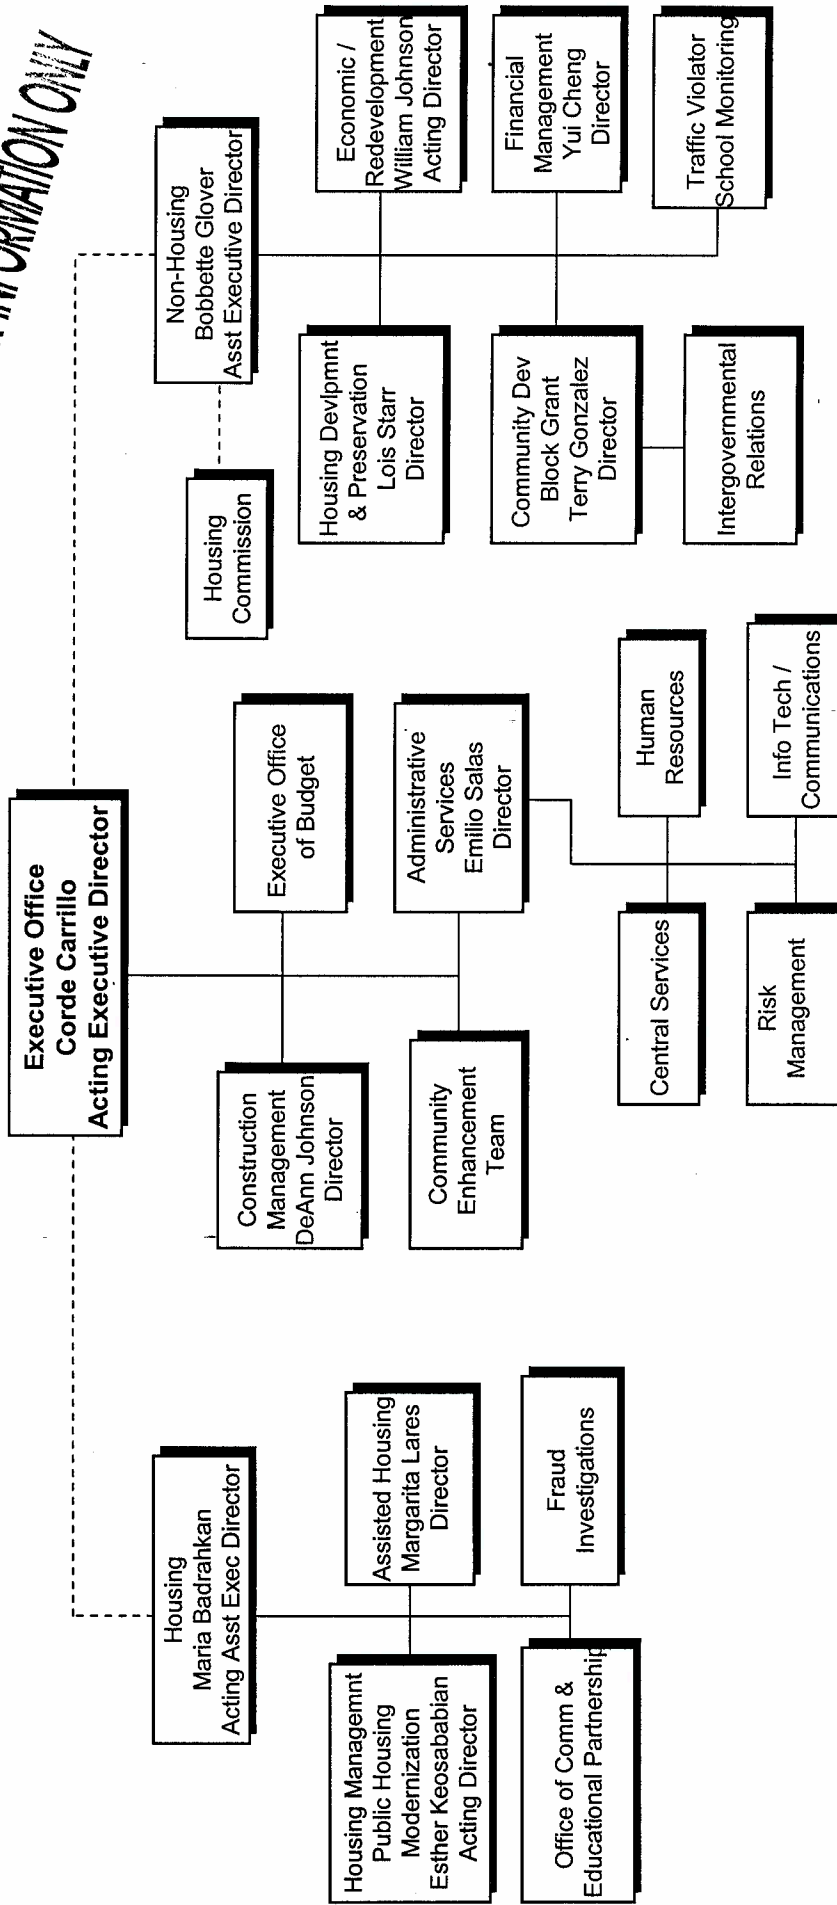 INFORMATION ONLY
Executive Office
Corde Carrillo
Acting Executive Director
Housing
Maria Badrahkan
Acting Asst Exec Director
Housing Managemnt
Public Housing
Modernization
Esther Keosababian
Acting Director
Assisted Housing
Margarita Lares
Director
Office of Comm &
Educational Partnership
Fraud
Investigations
Construction
Management
DeAnn Johnson
Director
Executive Office
of Budget
Community
Enhancement
Team
Administrative
Services
Emilio Salas
Director
Central Services
Human
Resources
Risk
Management
Info Tech /
Communications
Housing
Commission
Non-Housing
Bobbette Glover
Asst Executive Director
Housing Devlpmnt
& Preservation
Lois Starr
Director
Economic /
Redevelopment
William Johnson
Acting Director
Community Dev
Block Grant
Terry Gonzalez
Director
Financial
Management
Yui Cheng
Director
Intergovernmental
Relations
Traffic Violator
School Monitoring